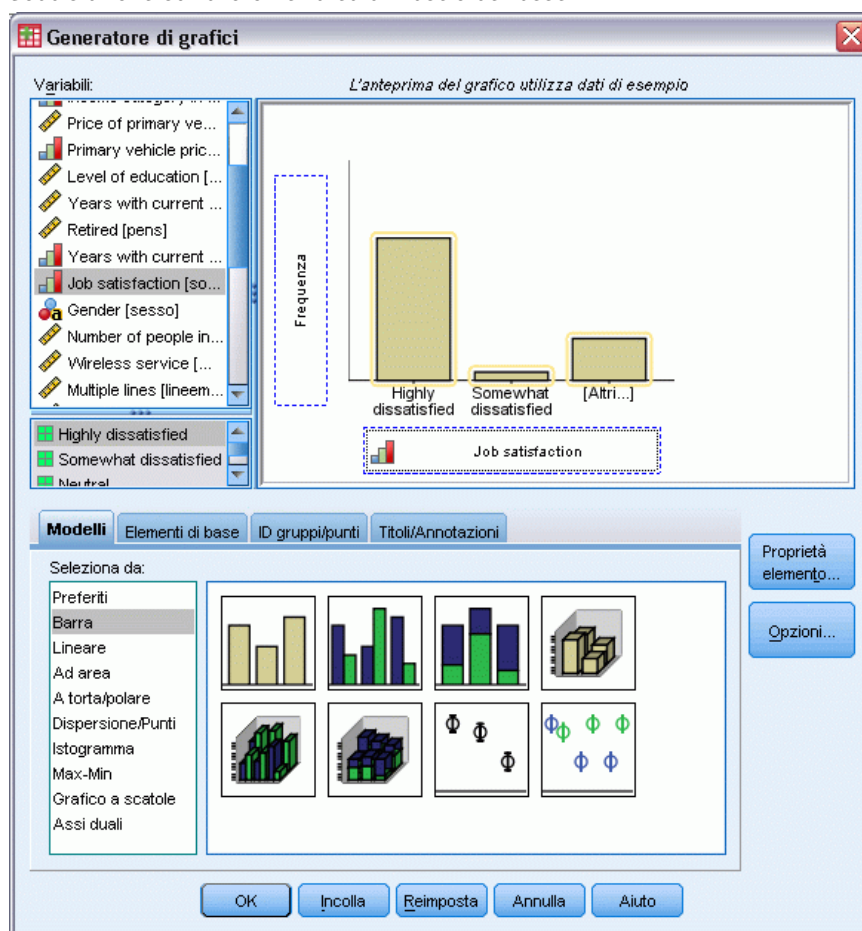 Generatore di grafici
Variabili:
L'anteprima del grafico utilizza dati di esempio
Price of primary ve...
Primary vehicle pric...
Level of education [...
Years with current ...
Retired [pens]
Years with current ...
Job satisfaction [so...
Gender [sesso]
Number of people in...
Wireless service [...
Multiple lines [lineem...
Highly dissatisfied
Somewhat dissatisfied
Neutral
Frequenza
Highly dissatisfied
Somewhat dissatisfied
[Altri...]
Job satisfaction
Modelli
Elementi di base
ID gruppi/punti
Titoli/Annotazioni
Seleziona da:
Preferiti
Barra
Lineare
Ad area
A torta/polare
Dispersione/Punti
Istogramma
Max-Min
Grafico a scatole
Assi duali
Proprietà
elemento...
Opzioni...
OK
Incolla
Reimposta
Annulla
Aiuto